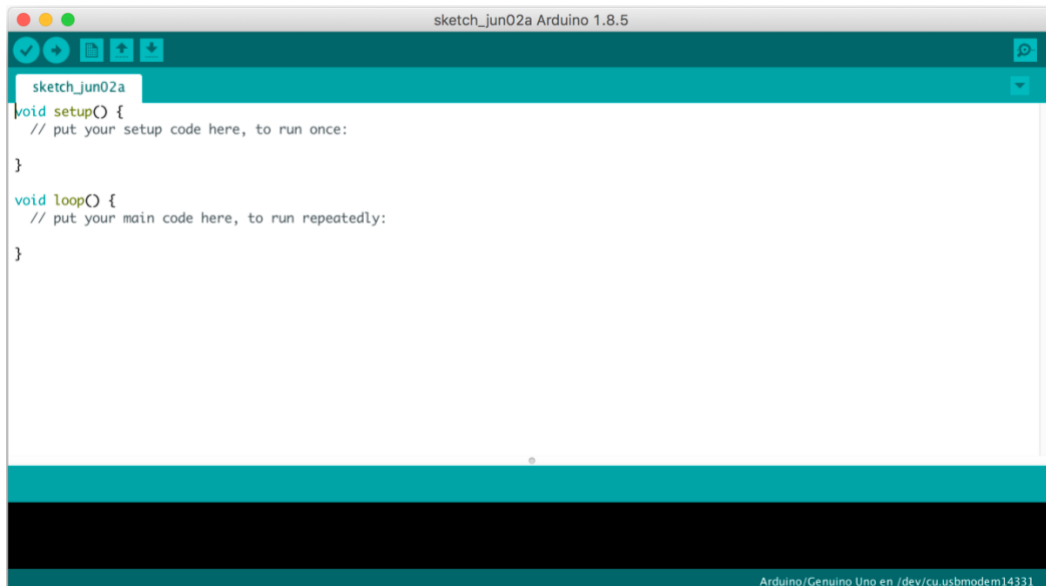 sketch_jun02a Arduino 1.8.5
sketch_jun02a
void setup() {
  // put your setup code here, to run once:
}
void loop() {
  // put your main code here, to run repeatedly:
}
Arduino/Genuino Uno en /dev/cu.usbmodem14331